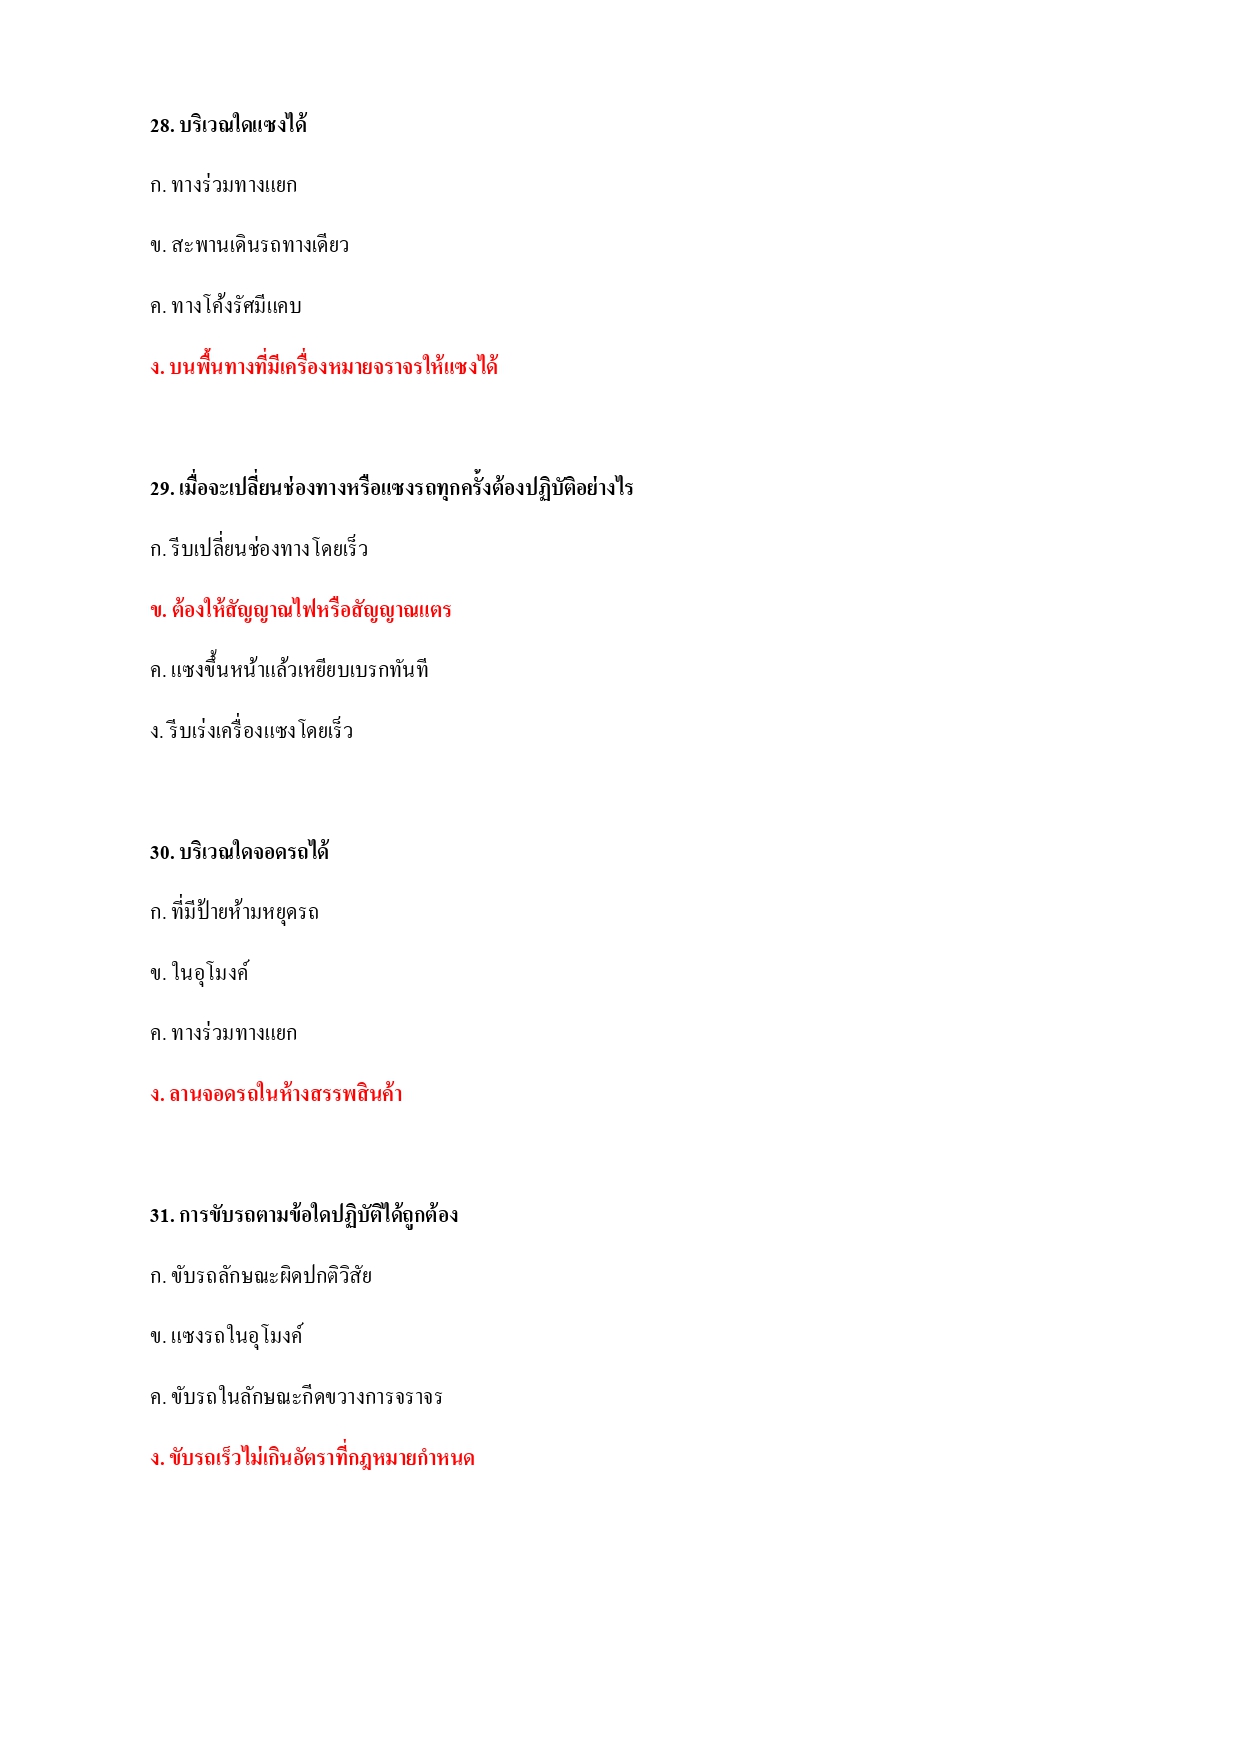 28. บริเวณใดแซงได้
ก. ทางร่วมทางแยก
ข. สะพานเดินรถทางเดียว
ค. ทางโค้งรัศมีแคบ
ง. บนพื้นทางที่มีเครื่องหมายจราจรให้แซงได้
29. เมื่อจะเปลี่ยนช่องทางหรือแซงรถทุกครั้งต้องปฏิบัติอย่างไร
ก. รีบเปลี่ยนช่องทางโดยเร็ว
ข. ต้องให้สัญญาณไฟหรือสัญญาณแตร
ค. แซงขึ้นหน้าแล้วเหยียบเบรกทันที
ง. รีบเร่งเครื่องแซงโดยเร็ว
30. บริเวณใดจอดรถได้
ก. ที่มีป้ายห้ามหยุดรถ
ข. ในอุโมงค์
ค. ทางร่วมทางแยก
ง. ลานจอดรถในห้างสรรพสินค้า
31. การขับรถตามข้อใดปฏิบัติได้ถูกต้อง
ก. ขับรถลักษณะผิดปกติวิสัย
ข. แซงรถในอุโมงค์
ค. ขับรถในลักษณะกีดขวางการจราจร
ง. ขับรถเร็วไม่เกินอัตราที่กฎหมายกำหนด